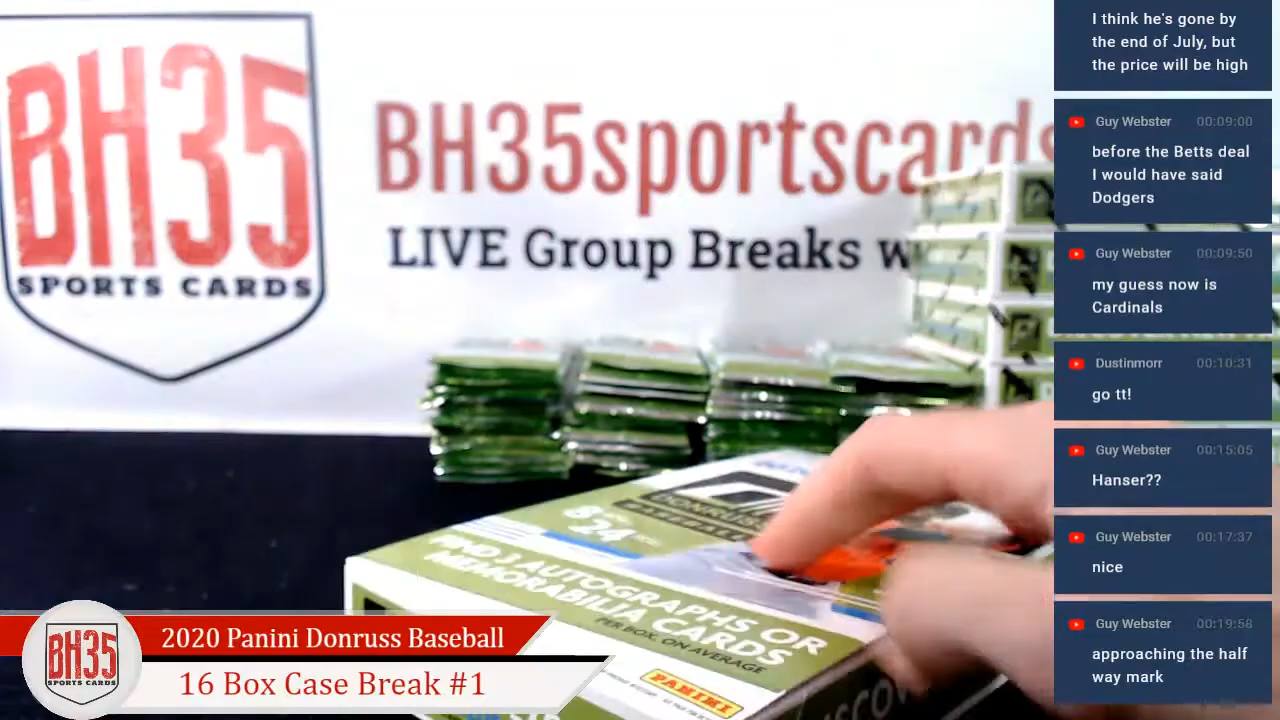 BH35
SPORTS CARDS
BH35sportscards
LIVE Group Breaks w
8
24
FIND 3 AUTOGRAPHS OR
MEMORABILIA CARDS
PER BOX, ON AVERAGE
PANINI
BH35
SPORTS CARDS
2020 Panini Donruss Baseball
16 Box Case Break #1
I think he's gone by
the end of July, but
the price will be high
Guy Webster 00:09:00
before the Betts deal
I would have said
Dodgers
Guy Webster 00:09:50
my guess now is
Cardinals
Dustinmorr 00:10:31
go tt!
Guy Webster 00:15:05
Hanser??
Guy Webster 00:17:37
nice
Guy Webster 00:19:58
approaching the half
way mark